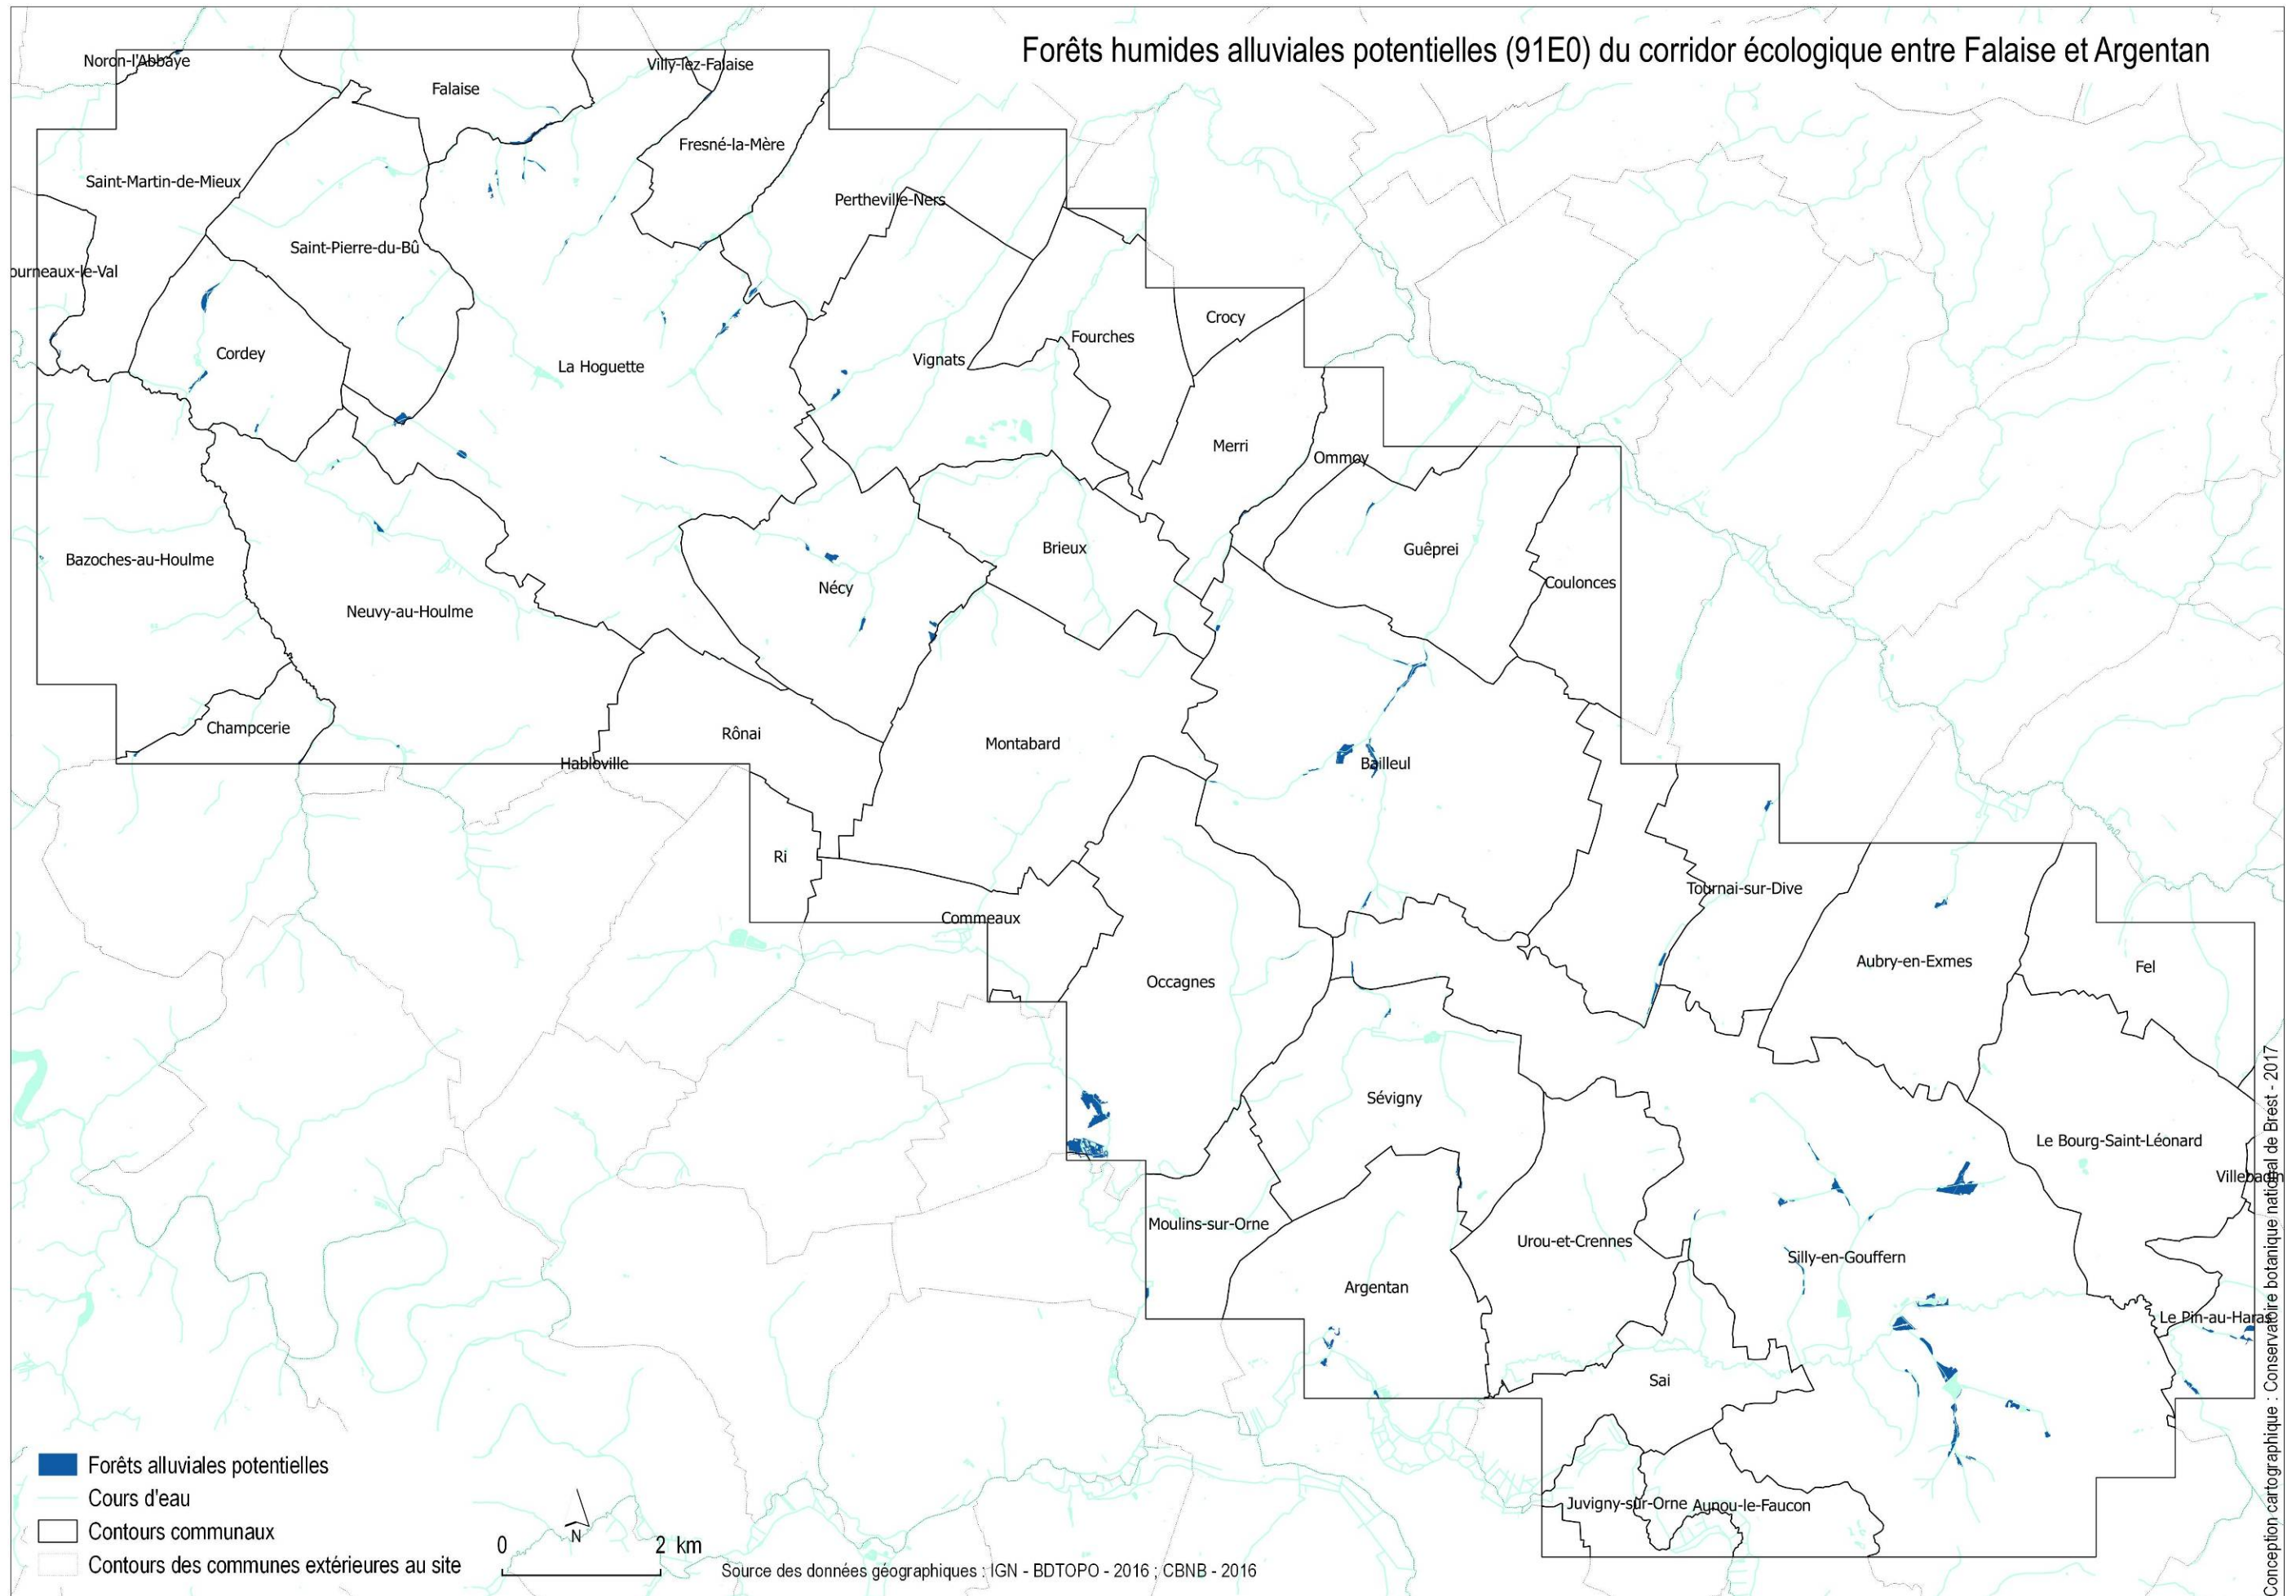 Forêts humides alluviales potentielles (91E0) du corridor écologique entre Falaise et Argentan
Noron-l'Abbaye
Villy-lez-Falaise
Falaise
Fresné-la-Mère
Saint-Martin-de-Mieux
Pertheville-Ners
Saint-Pierre-du-Bû
ourneaux-le-Val
Crocy
Fourches
Cordey
Vignats
La Hoguette
Merri
Ommoy
Brieux
Guêprei
Bazoches-au-Houlme
Coulonces
Nécy
Neuvy-au-Houlme
Champcerie
Rônai
Montabard
Habloville
Bailleul
Ri
Tournai-sur-Dive
Commeaux
Aubry-en-Exmes
Fel
Occagnes
Sévigny
Le Bourg-Saint-Léonard
Villebadin
Moulins-sur-Orne
Urou-et-Crennes
Silly-en-Gouffern
Argentan
Le Pin-au-Haras
Sai
Juvigny-sur-Orne
Aunou-le-Faucon
Forêts alluviales potentielles
Cours d'eau
Contours communaux
Contours des communes extérieures au site
N
0 2 km
Source des données géographiques : IGN - BDTOPO - 2016 ; CBNB - 2016
Conception cartographique : Conservatoire botanique national de Brest - 2017